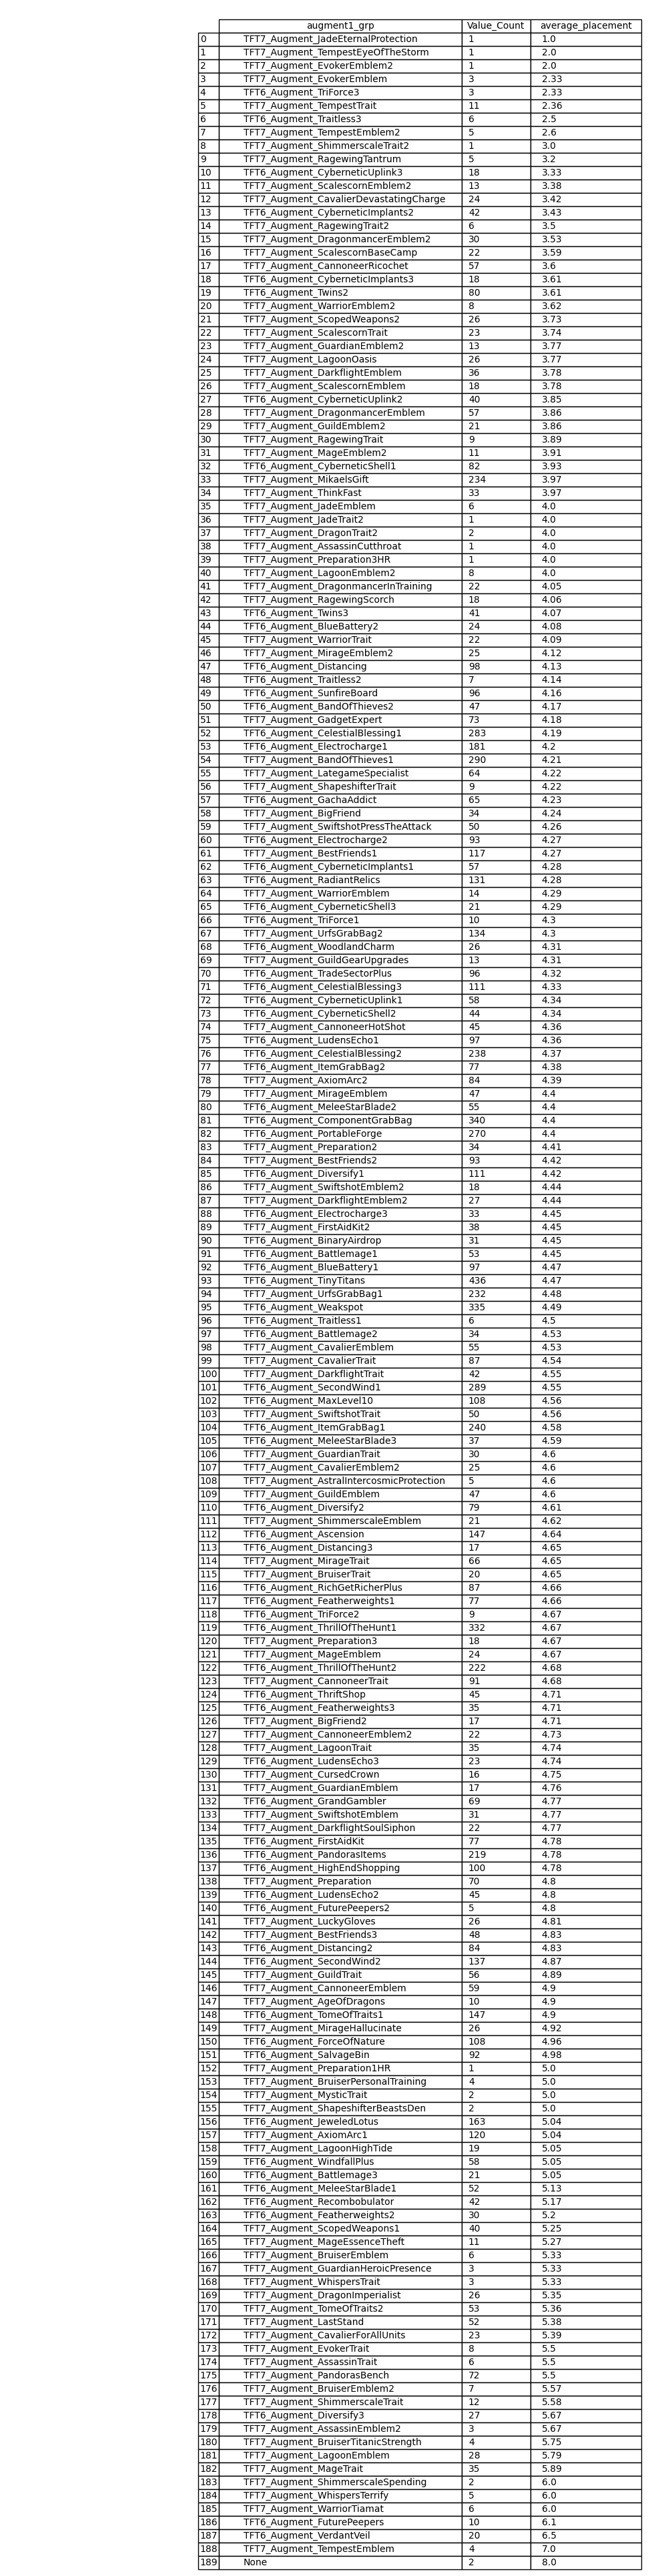 augment1_grp Value_Count average_placement
0 TFT7_Augment_JadeEternalProtection 1 1.0
1 TFT7_Augment_TempestEyeOfTheStorm 1 2.0
2 TFT7_Augment_EvokerEmblem2 1 2.0
3 TFT7_Augment_EvokerEmblem 3 2.33
4 TFT6_Augment_TriForce3 3 2.33
5 TFT7_Augment_TempestTrait 11 2.36
6 TFT6_Augment_Traitless3 6 2.5
7 TFT7_Augment_TempestEmblem2 5 2.6
8 TFT7_Augment_ShimmerscaleTrait2 1 3.0
9 TFT7_Augment_RagewingTantrum 5 3.2
10 TFT6_Augment_CyberneticUplink3 18 3.33
11 TFT7_Augment_ScalescornEmblem2 13 3.38
12 TFT7_Augment_CavalierDevastatingCharge 24 3.42
13 TFT6_Augment_CyberneticImplants2 42 3.43
14 TFT7_Augment_RagewingTrait2 6 3.5
15 TFT7_Augment_DragonmancerEmblem2 30 3.53
16 TFT7_Augment_ScalescornBaseCamp 22 3.59
17 TFT7_Augment_CannoneerRicochet 57 3.6
18 TFT6_Augment_CyberneticImplants3 18 3.61
19 TFT6_Augment_Twins2 80 3.61
20 TFT7_Augment_WarriorEmblem2 8 3.62
21 TFT7_Augment_ScopedWeapons2 26 3.73
22 TFT7_Augment_ScalescornTrait 23 3.74
23 TFT7_Augment_GuardianEmblem2 13 3.77
24 TFT7_Augment_LagoonOasis 26 3.77
25 TFT7_Augment_DarkflightEmblem 36 3.78
26 TFT7_Augment_ScalescornEmblem 18 3.78
27 TFT6_Augment_CyberneticUplink2 40 3.85
28 TFT7_Augment_DragonmancerEmblem 57 3.86
29 TFT7_Augment_GuildEmblem2 21 3.86
30 TFT7_Augment_RagewingTrait 9 3.89
31 TFT7_Augment_MageEmblem2 11 3.91
32 TFT6_Augment_CyberneticShell1 82 3.93
33 TFT7_Augment_MikaelsGift 234 3.97
34 TFT7_Augment_ThinkFast 33 3.97
35 TFT7_Augment_JadeEmblem 6 4.0
36 TFT7_Augment_JadeTrait2 1 4.0
37 TFT7_Augment_DragonTrait2 2 4.0
38 TFT7_Augment_AssassinCutthroat 1 4.0
39 TFT7_Augment_Preparation3HR 1 4.0
40 TFT7_Augment_LagoonEmblem2 8 4.0
41 TFT7_Augment_DragonmancerInTraining 22 4.05
42 TFT7_Augment_RagewingScorch 18 4.06
43 TFT6_Augment_Twins3 41 4.07
44 TFT6_Augment_BlueBattery2 24 4.08
45 TFT7_Augment_WarriorTrait 22 4.09
46 TFT7_Augment_MirageEmblem2 25 4.12
47 TFT6_Augment_Distancing 98 4.13
48 TFT6_Augment_Traitless2 7 4.14
49 TFT6_Augment_SunfireBoard 96 4.16
50 TFT7_Augment_BandOfThieves2 47 4.17
51 TFT7_Augment_GadgetExpert 73 4.18
52 TFT6_Augment_CelestialBlessing1 283 4.19
53 TFT6_Augment_Electrocharge1 181 4.2
54 TFT7_Augment_BandOfThieves1 290 4.21
55 TFT7_Augment_LategameSpecialist 64 4.22
56 TFT7_Augment_ShapeshifterTrait 9 4.22
57 TFT6_Augment_GachaAddict 65 4.23
58 TFT7_Augment_BigFriend 34 4.24
59 TFT7_Augment_SwiftshotPressTheAttack 50 4.26
60 TFT6_Augment_Electrocharge2 93 4.27
61 TFT7_Augment_BestFriends1 117 4.27
62 TFT6_Augment_CyberneticImplants1 57 4.28
63 TFT6_Augment_RadiantRelics 131 4.28
64 TFT7_Augment_WarriorEmblem 14 4.29
65 TFT6_Augment_CyberneticShell3 21 4.29
66 TFT6_Augment_TriForce1 10 4.3
67 TFT7_Augment_UrfsGrabBag2 134 4.3
68 TFT6_Augment_WoodlandCharm 26 4.31
69 TFT7_Augment_GuildGearUpgrades 13 4.31
70 TFT6_Augment_TradeSectorPlus 96 4.32
71 TFT6_Augment_CelestialBlessing3 111 4.33
72 TFT6_Augment_CyberneticUplink1 58 4.34
73 TFT6_Augment_CyberneticShell2 44 4.34
74 TFT7_Augment_CannoneerHotShot 45 4.36
75 TFT6_Augment_LudensEcho1 97 4.36
76 TFT6_Augment_CelestialBlessing2 238 4.37
77 TFT6_Augment_ItemGrabBag2 77 4.38
78 TFT7_Augment_AxiomArc2 84 4.39
79 TFT7_Augment_MirageEmblem 47 4.4
80 TFT6_Augment_MeleeStarBlade2 55 4.4
81 TFT6_Augment_ComponentGrabBag 340 4.4
82 TFT6_Augment_PortableForge 270 4.4
83 TFT7_Augment_Preparation2 34 4.41
84 TFT7_Augment_BestFriends2 93 4.42
85 TFT6_Augment_Diversify1 111 4.42
86 TFT7_Augment_SwiftshotEmblem2 18 4.44
87 TFT7_Augment_DarkflightEmblem2 27 4.44
88 TFT6_Augment_Electrocharge3 33 4.45
89 TFT7_Augment_FirstAidKit2 38 4.45
90 TFT6_Augment_BinaryAirdrop 31 4.45
91 TFT6_Augment_Battlemage1 53 4.45
92 TFT6_Augment_BlueBattery1 97 4.47
93 TFT6_Augment_TinyTitans 436 4.47
94 TFT7_Augment_UrfsGrabBag1 232 4.48
95 TFT6_Augment_Weakspot 335 4.49
96 TFT6_Augment_Traitless1 6 4.5
97 TFT6_Augment_Battlemage2 34 4.53
98 TFT7_Augment_CavalierEmblem 55 4.53
99 TFT7_Augment_CavalierTrait 87 4.54
100 TFT7_Augment_DarkflightTrait 42 4.55
101 TFT6_Augment_SecondWind1 289 4.55
102 TFT6_Augment_MaxLevel10 108 4.56
103 TFT7_Augment_SwiftshotTrait 50 4.56
104 TFT6_Augment_ItemGrabBag1 240 4.58
105 TFT6_Augment_MeleeStarBlade3 37 4.59
106 TFT7_Augment_GuardianTrait 30 4.6
107 TFT7_Augment_CavalierEmblem2 25 4.6
108 TFT7_Augment_AstralIntercosmicProtection 5 4.6
109 TFT7_Augment_GuildEmblem 47 4.6
110 TFT6_Augment_Diversify2 79 4.61
111 TFT7_Augment_ShimmerscaleEmblem 21 4.62
112 TFT6_Augment_Ascension 147 4.64
113 TFT6_Augment_Distancing3 17 4.65
114 TFT7_Augment_MirageTrait 66 4.65
115 TFT7_Augment_BruiserTrait 20 4.65
116 TFT6_Augment_RichGetRicherPlus 87 4.66
117 TFT6_Augment_Featherweights1 77 4.66
118 TFT6_Augment_TriForce2 9 4.67
119 TFT6_Augment_ThrillOfTheHunt1 332 4.67
120 TFT7_Augment_Preparation3 18 4.67
121 TFT7_Augment_MageEmblem 24 4.67
122 TFT6_Augment_ThrillOfTheHunt2 222 4.68
123 TFT7_Augment_CannoneerTrait 91 4.68
124 TFT6_Augment_ThriftShop 45 4.71
125 TFT6_Augment_Featherweights3 35 4.71
126 TFT7_Augment_BigFriend2 17 4.71
127 TFT7_Augment_CannoneerEmblem2 22 4.73
128 TFT7_Augment_LagoonTrait 35 4.74
129 TFT6_Augment_LudensEcho3 23 4.74
130 TFT7_Augment_CursedCrown 16 4.75
131 TFT7_Augment_GuardianEmblem 17 4.76
132 TFT6_Augment_GrandGambler 69 4.77
133 TFT7_Augment_SwiftshotEmblem 31 4.77
134 TFT7_Augment_DarkflightSoulSiphon 22 4.77
135 TFT6_Augment_FirstAidKit 77 4.78
136 TFT6_Augment_PandorasItems 219 4.78
137 TFT6_Augment_HighEndShopping 100 4.78
138 TFT7_Augment_Preparation 70 4.8
139 TFT6_Augment_LudensEcho2 45 4.8
140 TFT6_Augment_FuturePeepers2 5 4.8
141 TFT7_Augment_LuckyGloves 26 4.81
142 TFT7_Augment_BestFriends3 48 4.83
143 TFT6_Augment_Distancing2 84 4.83
144 TFT6_Augment_SecondWind2 137 4.87
145 TFT7_Augment_GuildTrait 56 4.89
146 TFT7_Augment_CannoneerEmblem 59 4.9
147 TFT7_Augment_AgeOfDragons 10 4.9
148 TFT6_Augment_TomeOfTraits1 147 4.9
149 TFT7_Augment_MirageHallucinate 26 4.92
150 TFT6_Augment_ForceOfNature 108 4.96
151 TFT6_Augment_SalvageBin 92 4.98
152 TFT7_Augment_Preparation1HR 1 5.0
153 TFT7_Augment_BruiserPersonalTraining 4 5.0
154 TFT7_Augment_MysticTrait 2 5.0
155 TFT7_Augment_ShapeshifterBeastsDen 2 5.0
156 TFT6_Augment_JeweledLotus 163 5.04
157 TFT7_Augment_AxiomArc1 120 5.04
158 TFT7_Augment_LagoonHighTide 19 5.05
159 TFT6_Augment_WindfallPlus 58 5.05
160 TFT6_Augment_Battlemage3 21 5.05
161 TFT6_Augment_MeleeStarBlade1 52 5.13
162 TFT6_Augment_Recombobulator 42 5.17
163 TFT6_Augment_Featherweights2 30 5.2
164 TFT7_Augment_ScopedWeapons1 40 5.25
165 TFT7_Augment_MageEssenceTheft 11 5.27
166 TFT7_Augment_BruiserEmblem 6 5.33
167 TFT7_Augment_GuardianHeroicPresence 3 5.33
168 TFT7_Augment_WhispersTrait 3 5.33
169 TFT7_Augment_DragonImperialist 26 5.35
170 TFT7_Augment_TomeOfTraits2 53 5.36
171 TFT7_Augment_LastStand 52 5.38
172 TFT7_Augment_CavalierForAllUnits 23 5.39
173 TFT7_Augment_EvokerTrait 8 5.5
174 TFT7_Augment_AssassinTrait 6 5.5
175 TFT7_Augment_PandorasBench 72 5.5
176 TFT7_Augment_BruiserEmblem2 7 5.57
177 TFT7_Augment_ShimmerscaleTrait 12 5.58
178 TFT6_Augment_Diversify3 27 5.67
179 TFT7_Augment_AssassinEmblem2 3 5.67
180 TFT7_Augment_BruiserTitanicStrength 4 5.75
181 TFT7_Augment_LagoonEmblem 28 5.79
182 TFT7_Augment_MageTrait 35 5.89
183 TFT7_Augment_ShimmerscaleSpending 2 6.0
184 TFT7_Augment_WhispersTerrify 5 6.0
185 TFT7_Augment_WarriorTiamat 6 6.0
186 TFT6_Augment_FuturePeepers 10 6.1
187 TFT6_Augment_VerdantVeil 20 6.5
188 TFT7_Augment_TempestEmblem 4 7.0
189 None 2 8.0